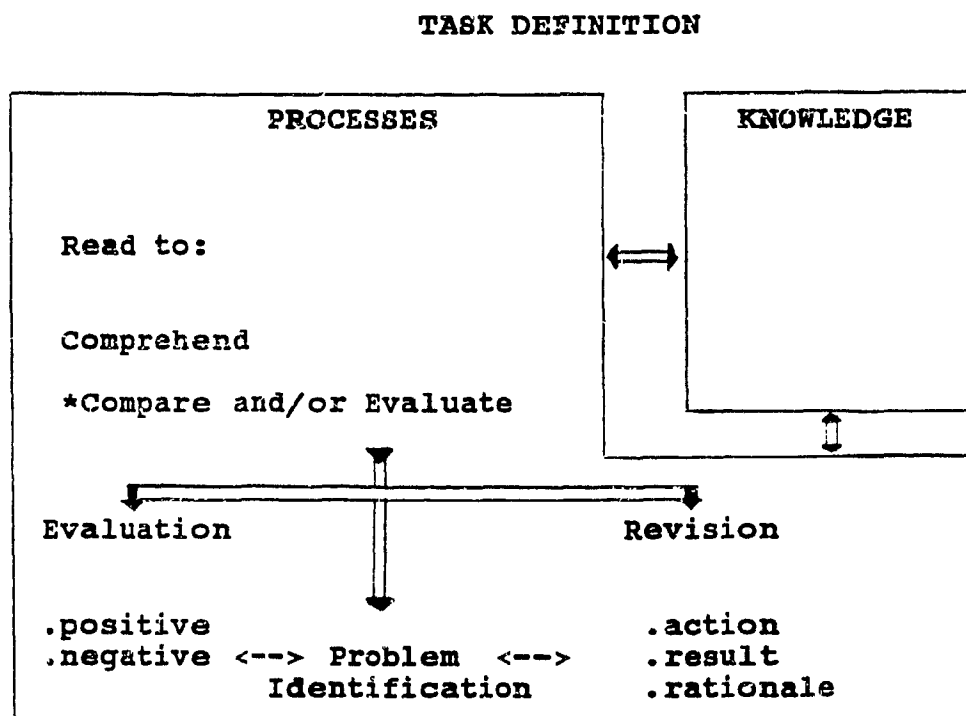 TASK DEFINITION
PROCESSES
KNOWLEDGE
Read to:
Comprehend
*Compare and/or Evaluate
Evaluation
Revision
.positive
.action
.negative <--> Problem <-->
.result
Identification
.rationale